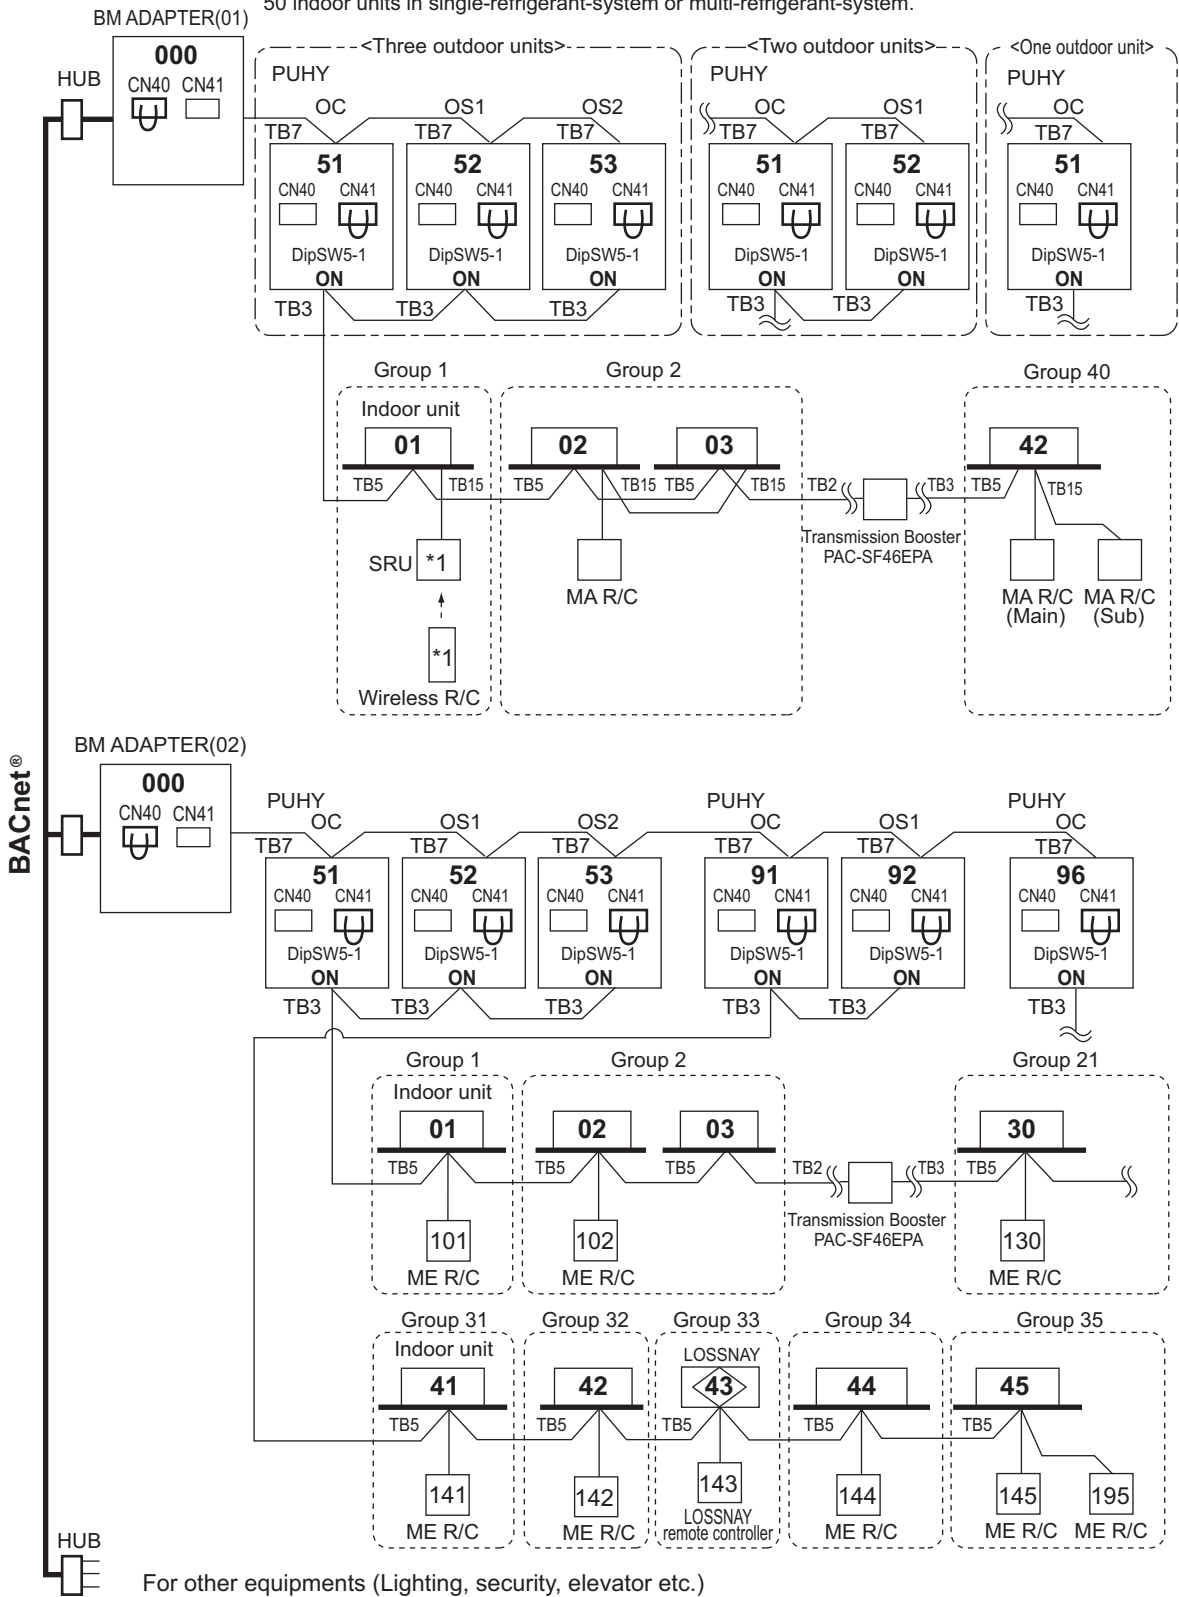 50 indoor units in single-refrigerant-system or multi-refrigerant-system.
BM ADAPTER(01)
HUB
000
CN40 CN41
<Three outdoor units>
<Two outdoor units>
<One outdoor unit>
PUHY
PUHY
PUHY
OC OS1 OS2 OC OS1 OC
TB7 TB7 TB7 TB7 TB7 TB7
51 52 53 51 52 51
CN40 CN41 CN40 CN41 CN40 CN41 CN40 CN41 CN40 CN41 CN40 CN41
DipSW5-1 DipSW5-1 DipSW5-1 DipSW5-1 DipSW5-1 DipSW5-1
ON ON ON ON ON ON
TB3 TB3 TB3 TB3 TB3 TB3
Group 1 Group 2 Group 40
Indoor unit
01 02 03 42
TB5 TB15 TB5 TB15 TB5 TB15 TB2 TB3 TB5 TB15
Transmission Booster
PAC-SF46EPA
SRU *1
MA R/C
MA R/C
(Main)
MA R/C
(Sub)
*1
Wireless R/C
BACnet®
BM ADAPTER(02)
000
CN40 CN41
PUHY PUHY PUHY
OC OS1 OS2 OC OS1 OC
TB7 TB7 TB7 TB7 TB7 TB7
51 52 53 91 92 96
CN40 CN41 CN40 CN41 CN40 CN41 CN40 CN41 CN40 CN41 CN40 CN41
DipSW5-1 DipSW5-1 DipSW5-1 DipSW5-1 DipSW5-1 DipSW5-1
ON ON ON ON ON ON
TB3 TB3 TB3 TB3 TB3 TB3
Group 1 Group 2 Group 21
Indoor unit
01 02 03 30
TB5 TB5 TB5 TB2 TB3 TB5
Transmission Booster
PAC-SF46EPA
101 102 130
ME R/C ME R/C ME R/C
Group 31 Group 32 Group 33 Group 34 Group 35
Indoor unit
LOSSNAY
41 42 43 44 45
TB5 TB5 TB5 TB5 TB5
141 142 143 144 145 195
ME R/C ME R/C
LOSSNAY
remote controller
ME R/C ME R/C ME R/C
HUB
For other equipments (Lighting, security, elevator etc.)